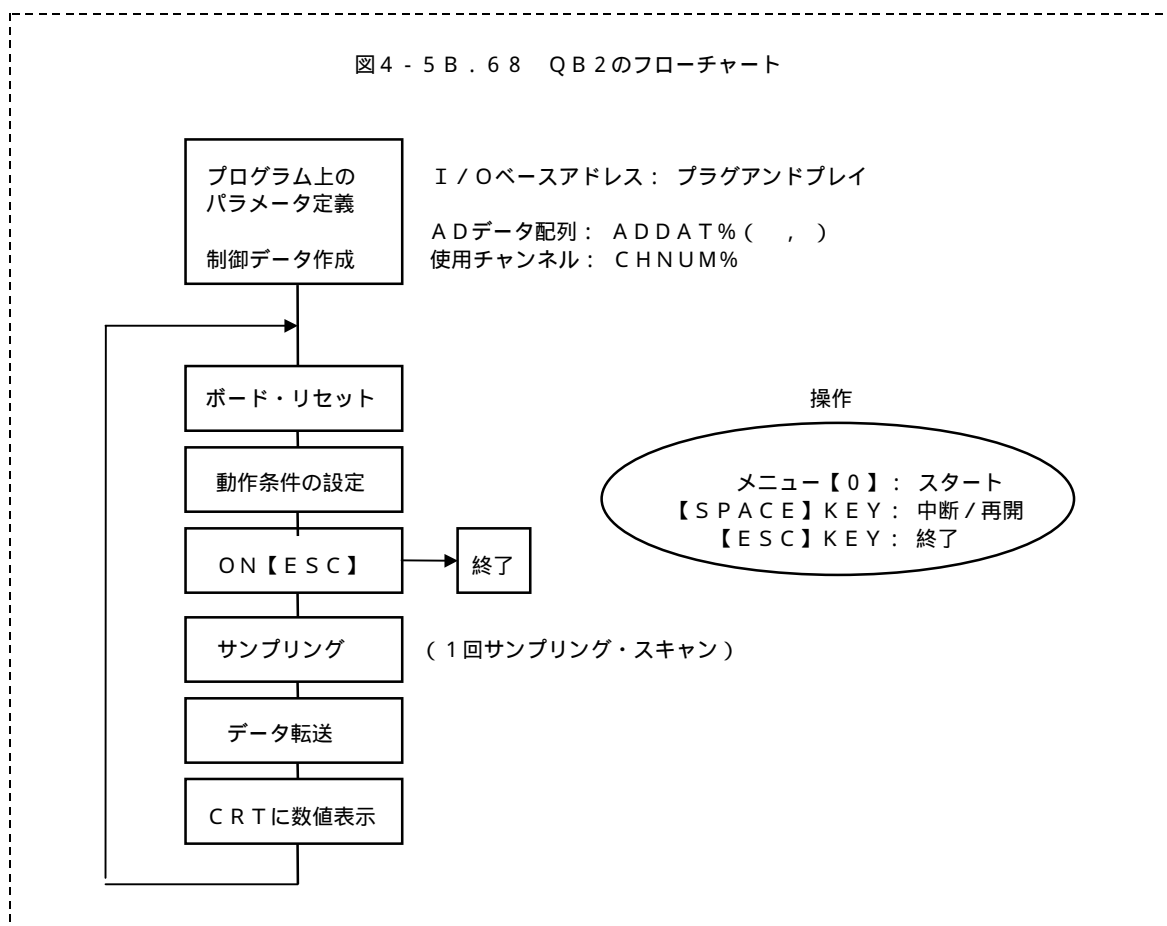 図4-5B.68 QB2のフローチャート
プログラム上の
パラメータ定義
制御データ作成
I/Oベースアドレス: プラグアンドプレイ
ADデータ配列: ADDAT%( , )
使用チャンネル: CHNUM%
ボード・リセット
動作条件の設定
ON【ESC】
終了
サンプリング
(1回サンプリング・スキャン)
データ転送
CRTに数値表示
操作
メニュー【0】: スタート
【SPACE】KEY: 中断/再開
【ESC】KEY: 終了